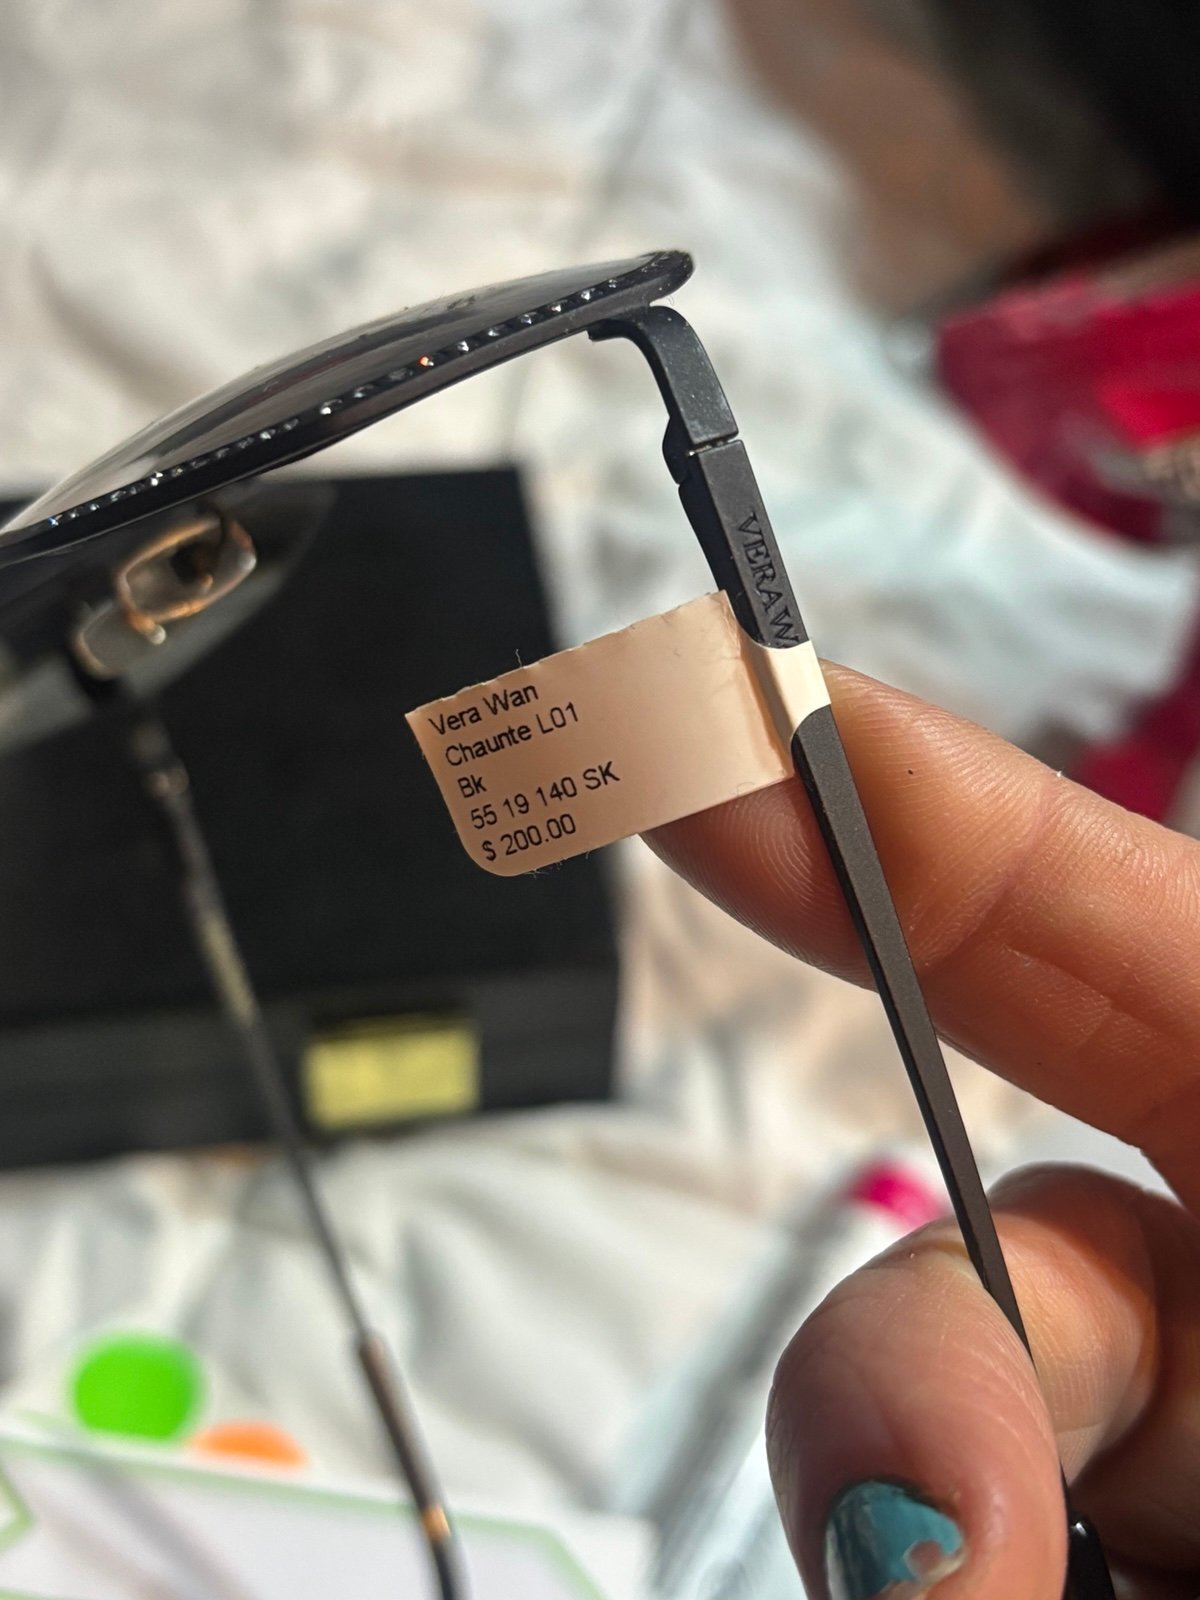 VERA W
Vera Wan
Chaunte L01
Bk
55 19 140 SK
$ 200.00